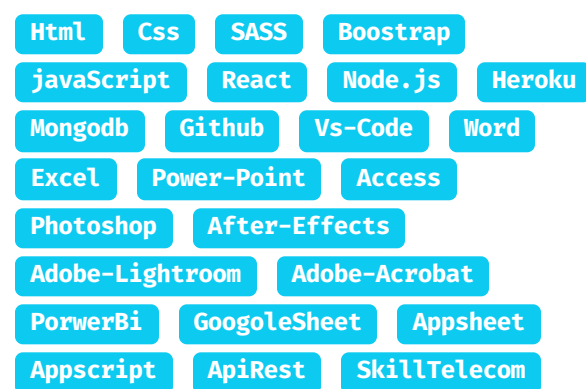 Html Css SASS Boostrap
javaScript React Node.js Heroku
Mongodb Github Vs-Code Word
Excel Power-Point Access
Photoshop After-Effects
Adobe-Lightroom Adobe-Acrobat
PorwerBi GoogoleSheet Appsheet
Appscript ApiRest SkillTelecom